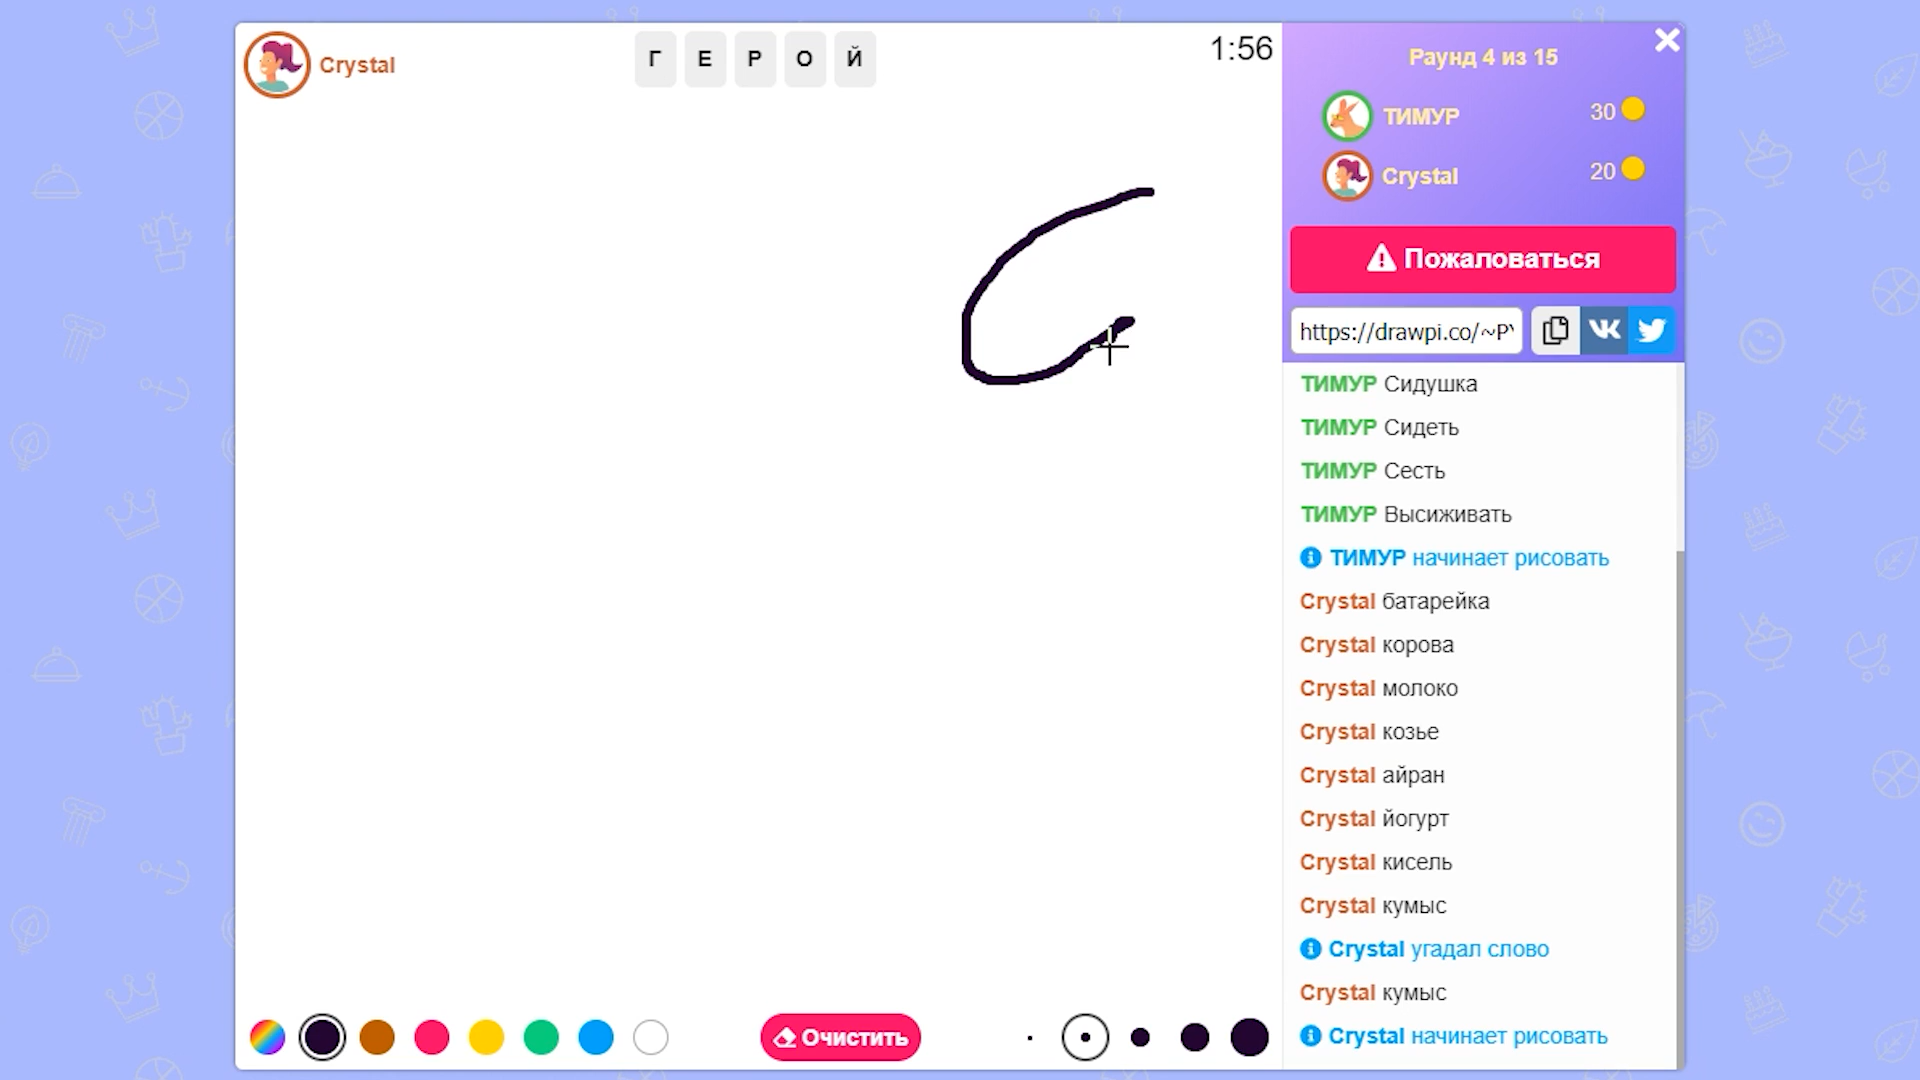 Crystal
Г Е Р О Й
1:56
Раунд 4 из 15
ТИМУР 30
Crystal 20
Пожаловаться
https://drawpi.co/~P
ТИМУР Сидушка
ТИМУР Сидеть
ТИМУР Сесть
ТИМУР Высиживать
ТИМУР начинает рисовать
Crystal батарейка
Crystal корова
Crystal молоко
Crystal козье
Crystal айран
Crystal йогурт
Crystal кисель
Crystal кумыс
Crystal угадал слово
Crystal кумыс
Crystal начинает рисовать
Очистить